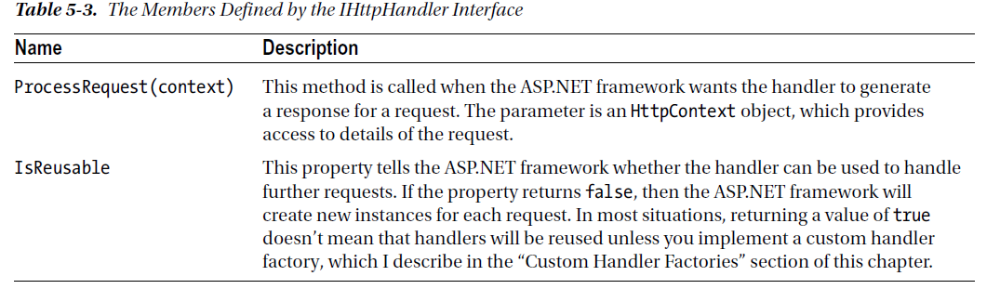 Table 5-3. The Members Defined by the IHttpHandler Interface
Name Description
ProcessRequest(context) This method is called when the ASP.NET framework wants the handler to generate
a response for a request. The parameter is an HttpContext object, which provides
access to details of the request.
IsReusable This property tells the ASP.NET framework whether the handler can be used to handle
further requests. If the property returns false, then the ASP.NET framework will
create new instances for each request. In most situations, returning a value of true
doesn’t mean that handlers will be reused unless you implement a custom handler
factory, which I describe in the “Custom Handler Factories” section of this chapter.